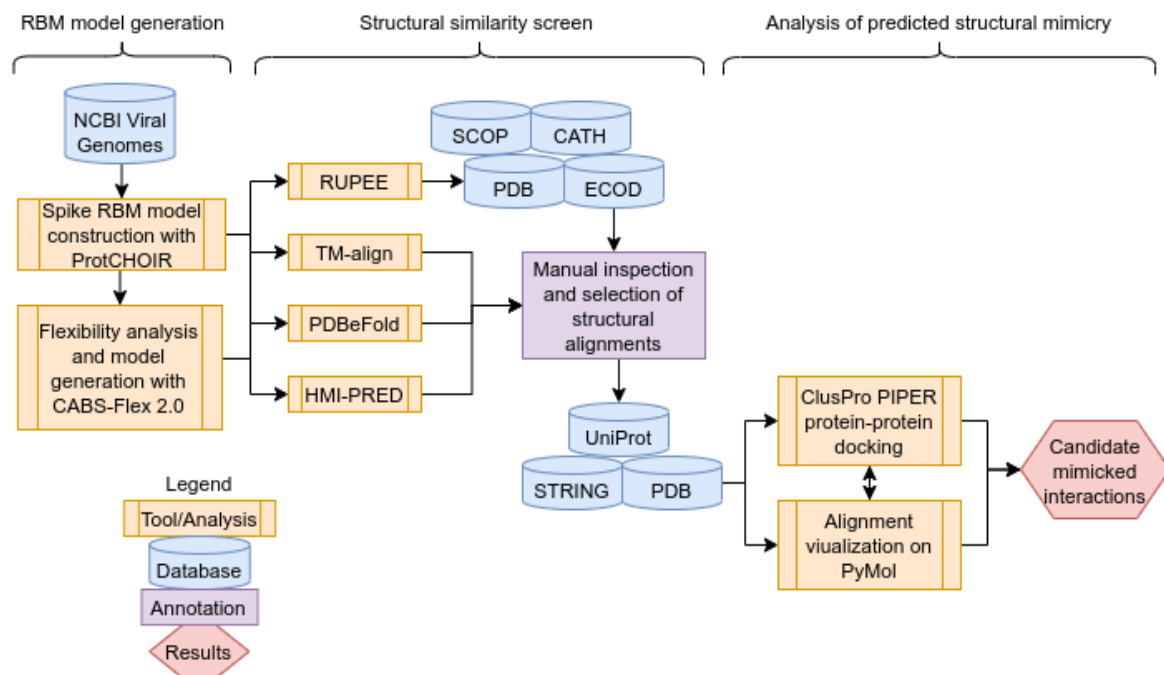 RBM model generation
Structural similarity screen
Analysis of predicted structural mimicry
NCBI Viral
Genomes
Spike RBM model
construction with
ProtCHOIR
Flexibility analysis
and model
generation with
CABS-Flex 2.0
RUPEE
TM-align
PDBeFold
HMI-PRED
SCOP
CATH
PDB
ECOD
Manual inspection
and selection of
structural
alignments
UniProt
STRING
PDB
ClusPro PIPER
protein-protein
docking
Alignment
viualization on
PyMol
Candidate
mimicked
interactions
Legend
Tool/Analysis
Database
Annotation
Results